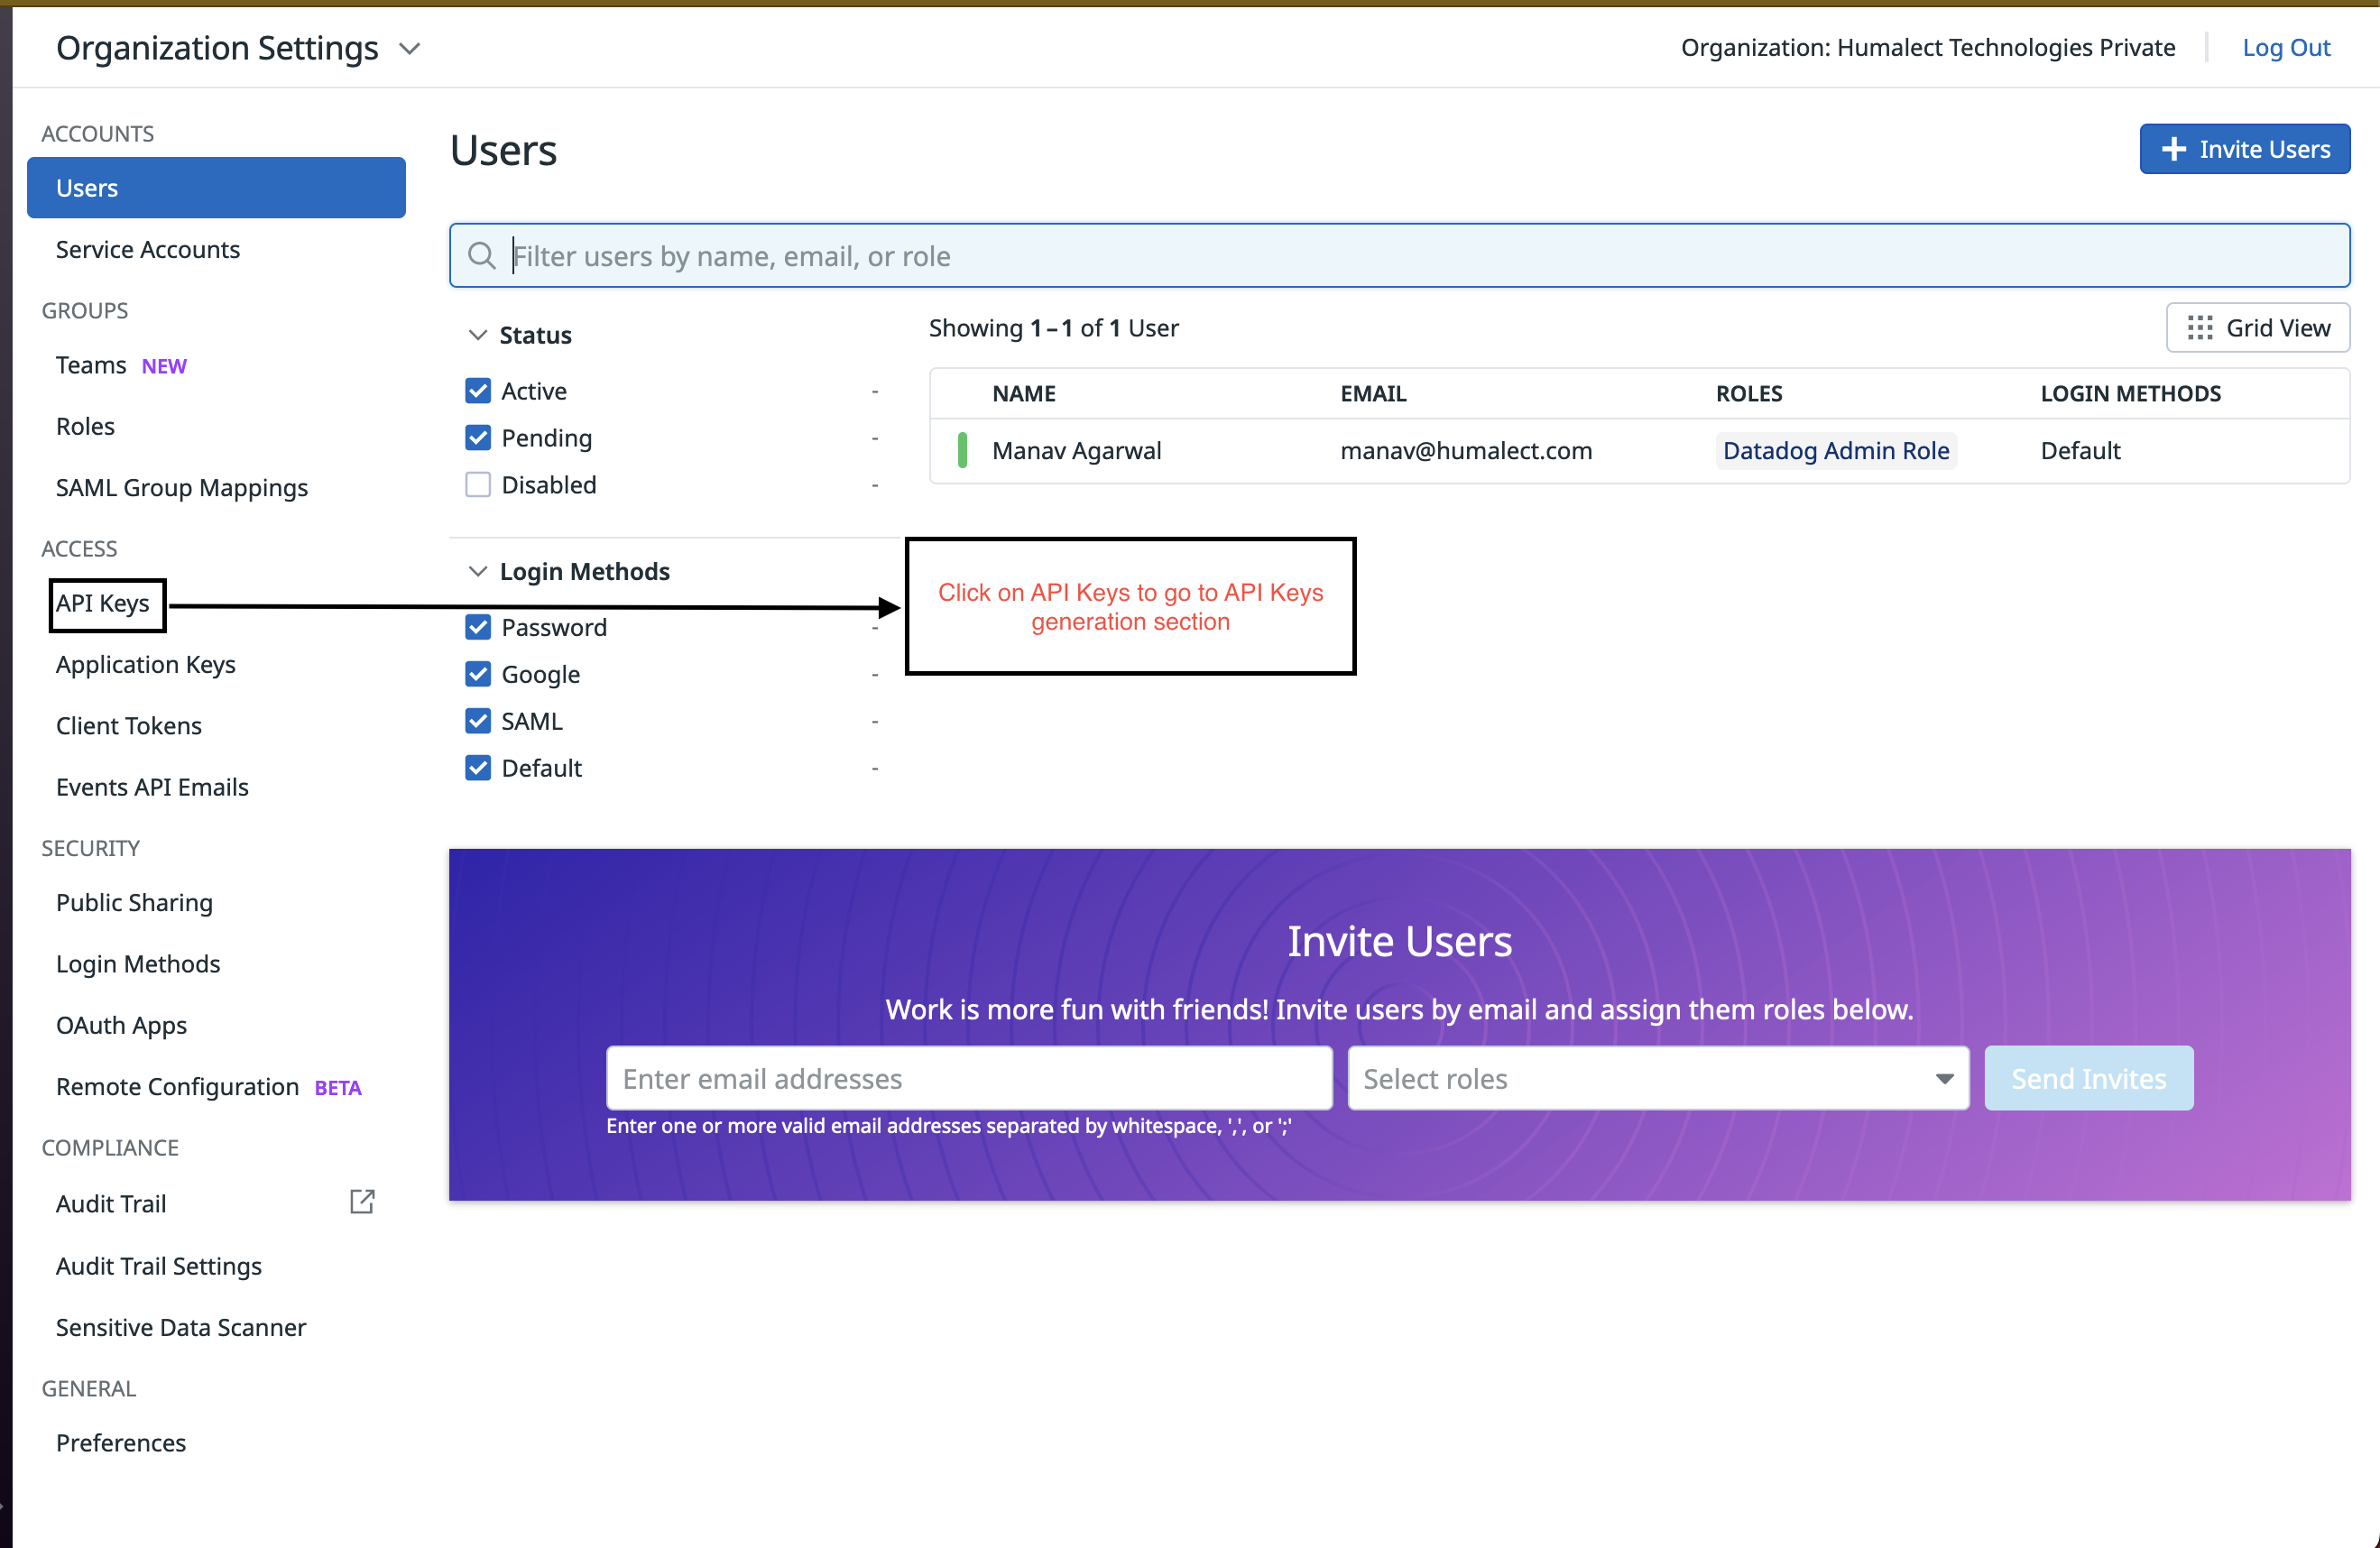 Organization Settings
Organization: Humalect Technologies Private
Log Out
ACCOUNTS
Users
Service Accounts
GROUPS
Teams NEW
Roles
SAML Group Mappings
ACCESS
API Keys
Application Keys
Client Tokens
Events API Emails
SECURITY
Public Sharing
Login Methods
OAuth Apps
Remote Configuration BETA
COMPLIANCE
Audit Trail
Audit Trail Settings
Sensitive Data Scanner
GENERAL
Preferences
Users
Invite Users
Filter users by name, email, or role
Status
Active -
Pending -
Disabled -
Login Methods
Password -
Google -
SAML -
Default -
Showing 1–1 of 1 User
Grid View
NAME EMAIL ROLES LOGIN METHODS
Manav Agarwal manav@humalect.com Datadog Admin Role Default
Click on API Keys to go to API Keys
generation section
Invite Users
Work is more fun with friends! Invite users by email and assign them roles below.
Enter email addresses
Select roles
Send Invites
Enter one or more valid email addresses separated by whitespace, ',', or ';'